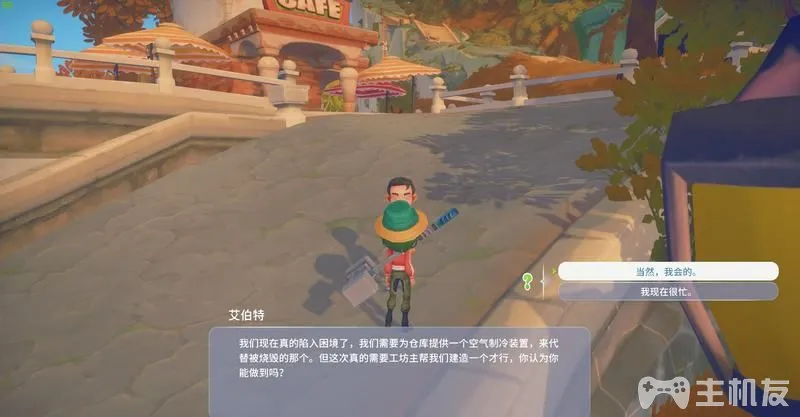 CAFE
当然，我会的。
我现在很忙。
艾伯特
我们现在真的陷入困境了，我们需要为仓库提供一个空气制冷装置，来代
替被烧毁的那个。但这次真的需要工坊主帮我们建造一个才行，你认为你
能做到吗？
主机友